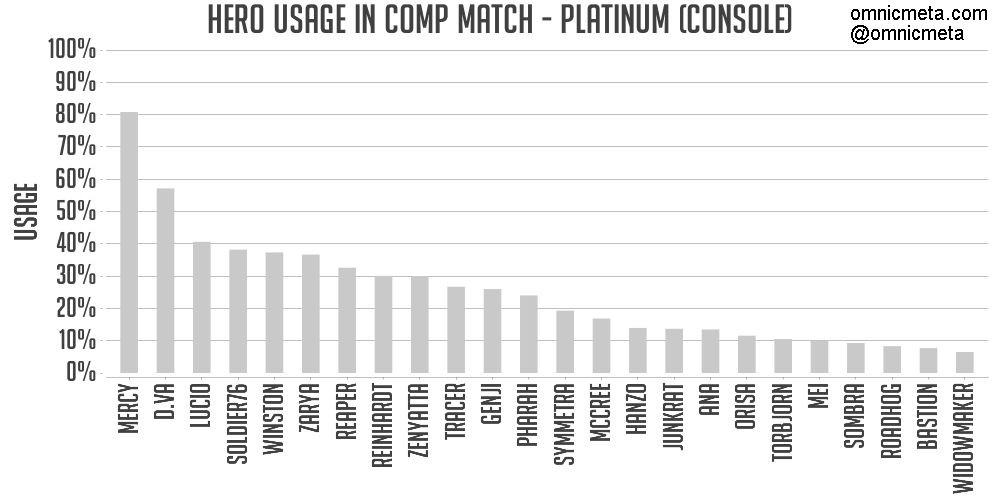 HERO USAGE IN COMP MATCH - PLATINUM (CONSOLE)
omnicmeta.com
@omnicmeta
100%
90%
80%
70%
60%
50%
40%
30%
20%
10%
0%
USAGE
MERCY
D.VA
LUCIO
SOLDIER76
WINSTON
ZARYA
REAPER
REINHARDT
ZENYATTA
TRACER
GENJI
PHARAH
SYMMETRA
MCCREE
HANZO
JUNKRAT
ANA
ORISA
TORBJORN
MEI
SOMBRA
ROADHOG
BASTION
WIDOWMAKER